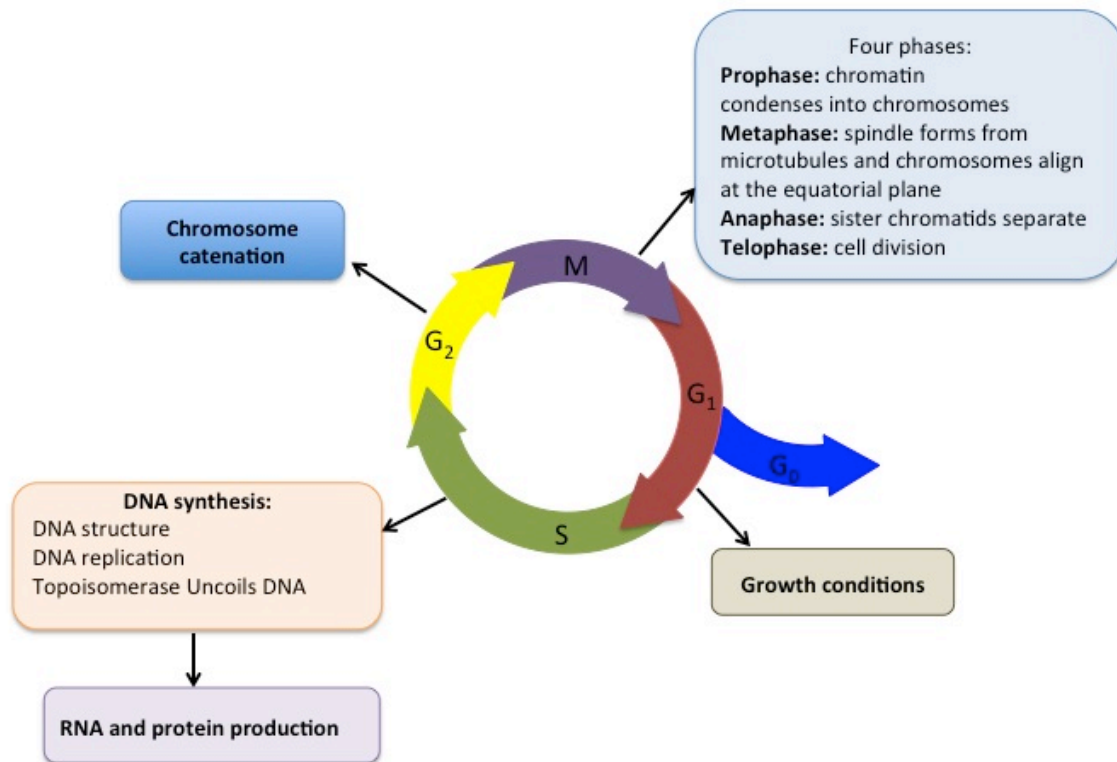 Four phases:
Prophase: chromatin
condenses into chromosomes
Metaphase: spindle forms from
microtubules and chromosomes align
at the equatorial plane
Anaphase: sister chromatids separate
Telophase: cell division
Chromosome
catenation
M
G₂
G₁
G₀
S
DNA synthesis:
DNA structure
DNA replication
Topoisomerase Uncoils DNA
Growth conditions
RNA and protein production